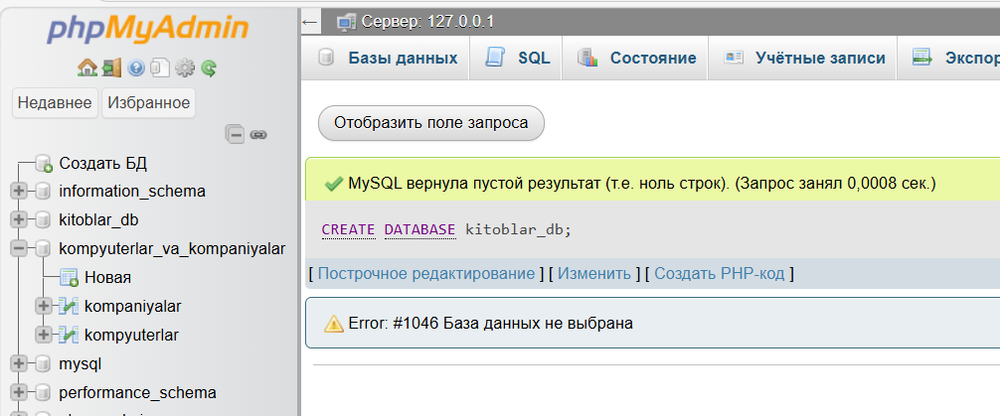 phpMyAdmin
Недавнее Избранное
Создать БД
information_schema
kitoblar_db
kompyuterlar_va_kompaniyalar
Новая
kompaniyalar
kompyuterlar
mysql
performance_schema
← Сервер: 127.0.0.1
Базы данных SQL Состояние Учётные записи Экспор
Отобразить поле запроса
MySQL вернула пустой результат (т.е. ноль строк). (Запрос занял 0,0008 сек.)
CREATE DATABASE kitoblar_db;
[ Построчное редактирование ] [ Изменить ] [ Создать PHP-код ]
Error: #1046 База данных не выбрана